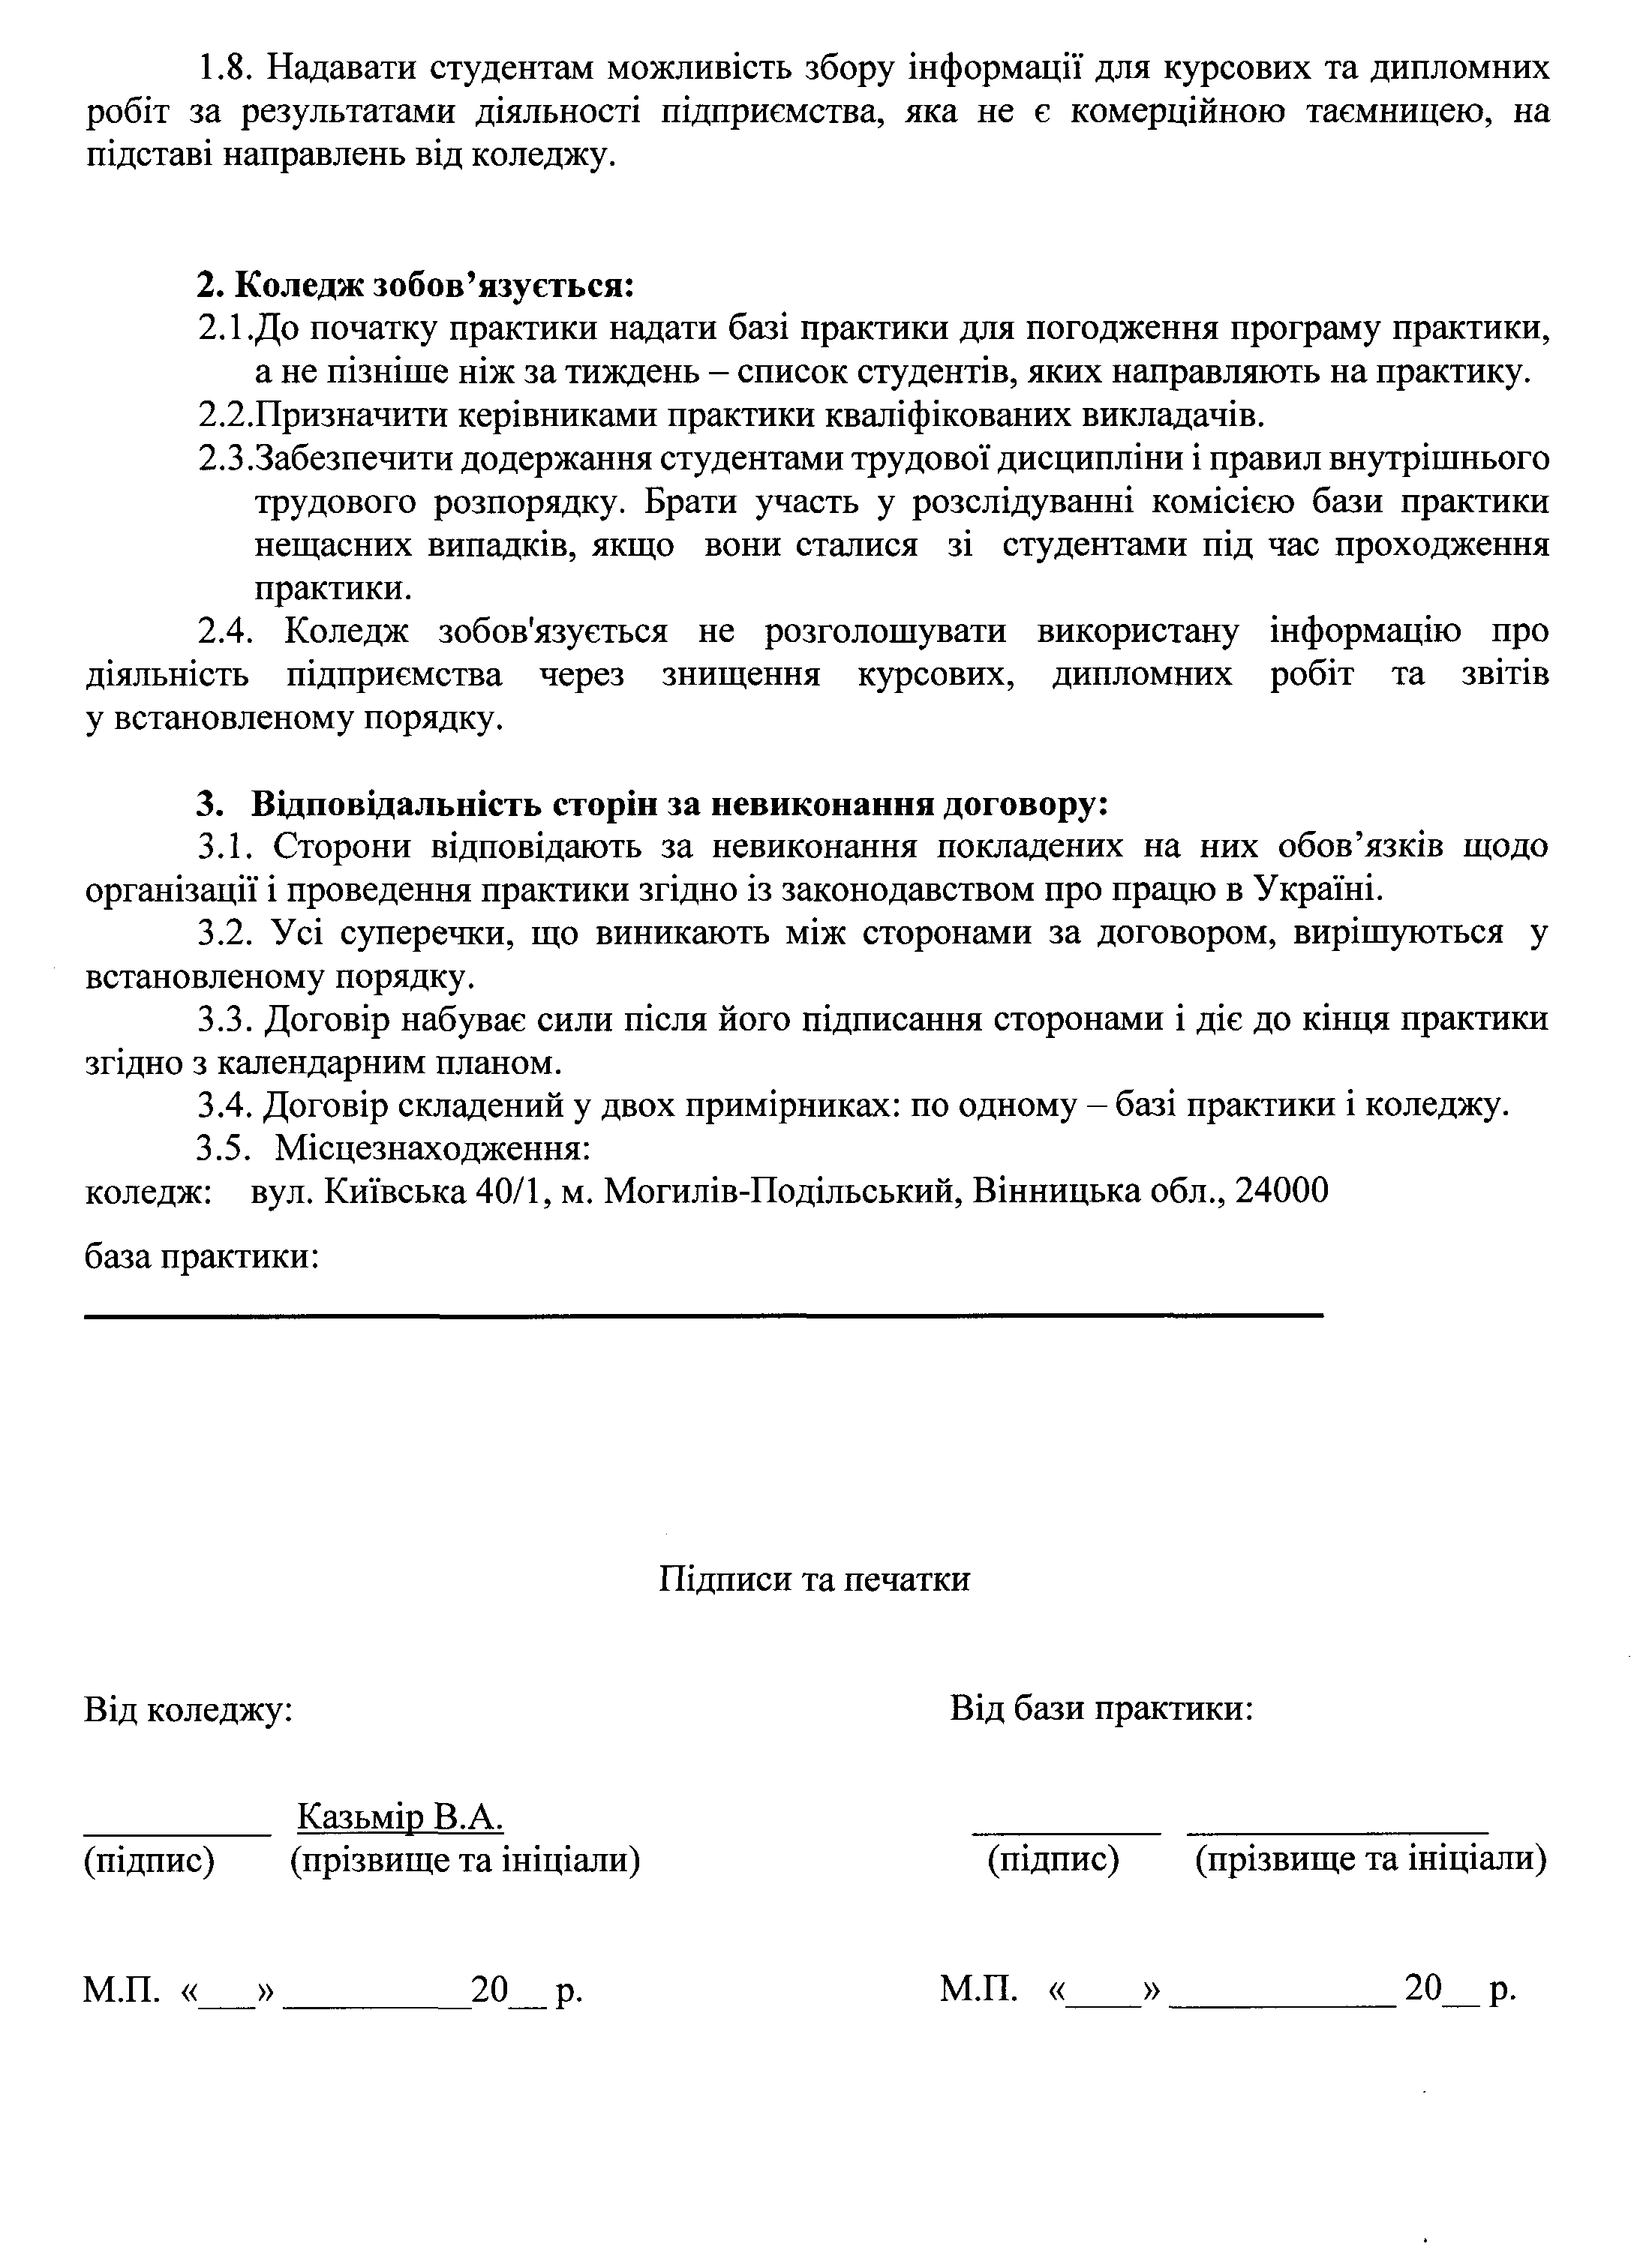 1.8. Надавати студентам можливість збору інформації для курсових та дипломних
робіт за результатами діяльності підприємства, яка не є комерційною таємницею, на
підставі направлень від коледжу.
2. Коледж зобов’язується:
2.1.До початку практики надати базі практики для погодження програму практики,
а не пізніше ніж за тиждень – список студентів, яких направляють на практику.
2.2.Призначити керівниками практики кваліфікованих викладачів.
2.3.Забезпечити додержання студентами трудової дисципліни і правил внутрішнього
трудового розпорядку. Брати участь у розслідуванні комісією бази практики
нещасних випадків, якщо вони сталися зі студентами під час проходження
практики.
2.4. Коледж зобов'язується не розголошувати використану інформацію про
діяльність підприємства через знищення курсових, дипломних робіт та звітів
у встановленому порядку.
3. Відповідальність сторін за невиконання договору:
3.1. Сторони відповідають за невиконання покладених на них обов’язків щодо
організації і проведення практики згідно із законодавством про працю в Україні.
3.2. Усі суперечки, що виникають між сторонами за договором, вирішуються у
встановленому порядку.
3.3. Договір набуває сили після його підписання сторонами і діє до кінця практики
згідно з календарним планом.
3.4. Договір складений у двох примірниках: по одному – базі практики і коледжу.
3.5. Місцезнаходження:
коледж: вул. Київська 40/1, м. Могилів-Подільський, Вінницька обл., 24000
база практики:
Підписи та печатки
Від коледжу: Від бази практики:
__________ Казьмір В.А. __________ ________________
(підпис) (прізвище та ініціали) (підпис) (прізвище та ініціали)
М.П. «___» __________20__ р. М.П. «____» ____________ 20__ р.